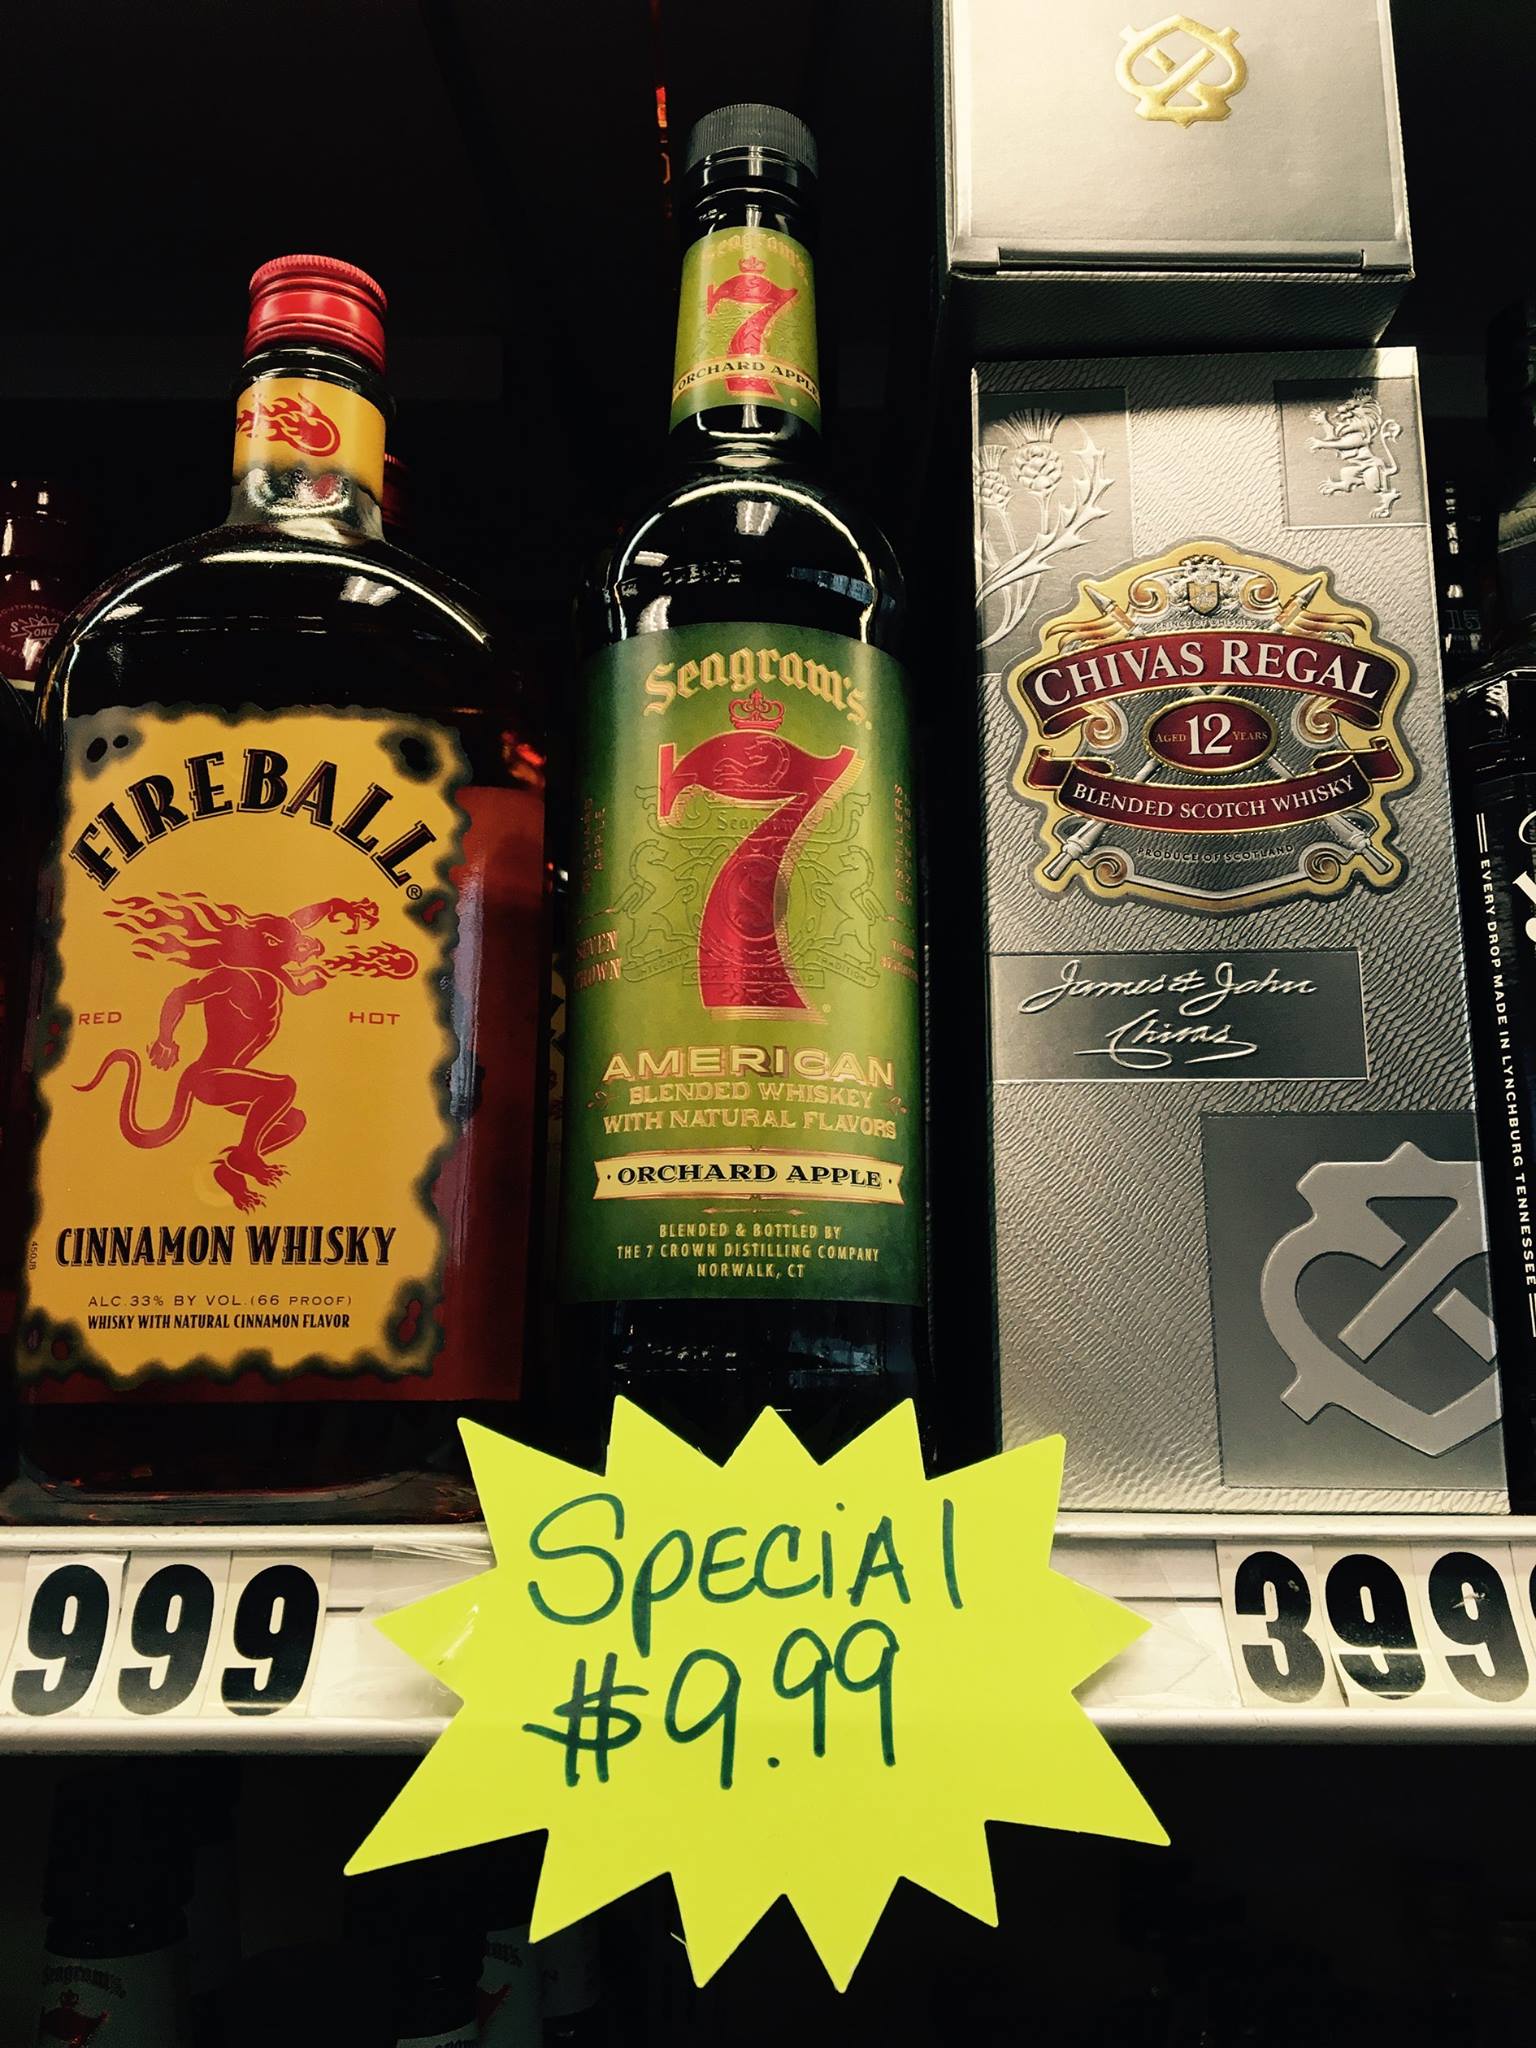 FIREBALL®
RED HOT
CINNAMON WHISKY
ALC.33% BY VOL.(66 PROOF)
WHISKY WITH NATURAL CINNAMON FLAVOR
Seagram's
7
ORCHARD APPLE
Seagram's
7
Seagram's
SEVEN CROWN
AMERICAN
BLENDED WHISKEY
WITH NATURAL FLAVORS
· ORCHARD APPLE ·
BLENDED & BOTTLED BY
THE 7 CROWN DISTILLING COMPANY
NORWALK, CT
CHIVAS REGAL
AGED 12 YEARS
BLENDED SCOTCH WHISKY
PRODUCE OF SCOTLAND
James & John
Chivas
EVERY DROP MADE IN LYNCHBURG TENNESSEE
999
SPECiAl
$9.99
399
Seagram's